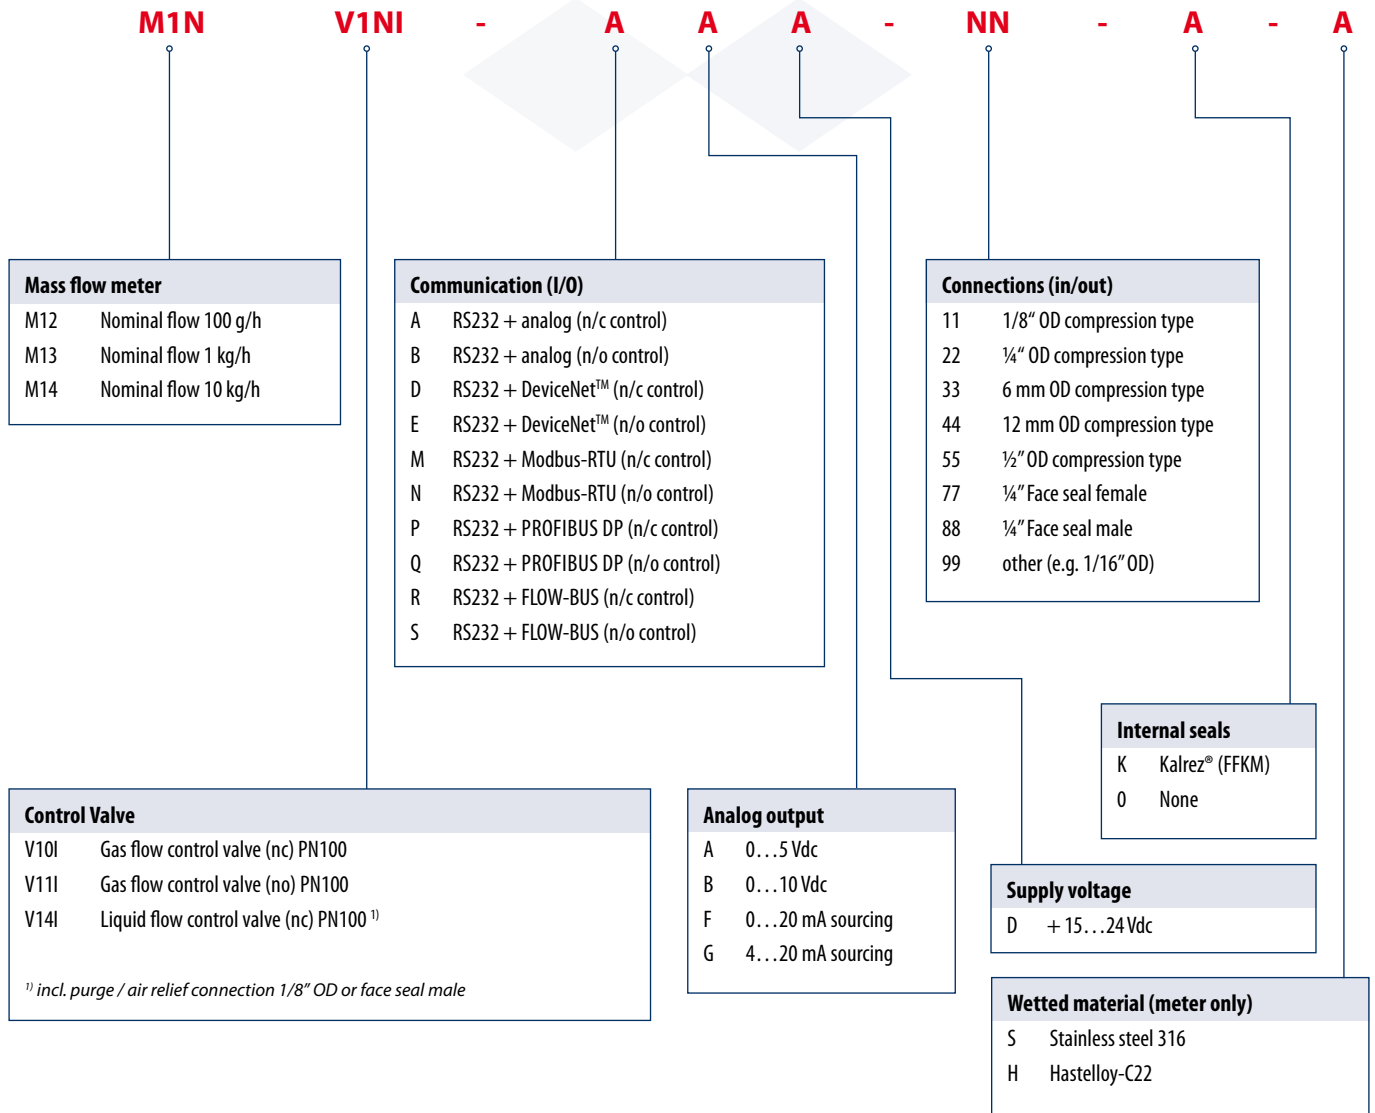 M1N V1NI - A A A - NN - A - A
Mass flow meter
M12 Nominal flow 100 g/h
M13 Nominal flow 1 kg/h
M14 Nominal flow 10 kg/h
Communication (I/O)
A RS232 + analog (n/c control)
B RS232 + analog (n/o control)
D RS232 + DeviceNet™ (n/c control)
E RS232 + DeviceNet™ (n/o control)
M RS232 + Modbus-RTU (n/c control)
N RS232 + Modbus-RTU (n/o control)
P RS232 + PROFIBUS DP (n/c control)
Q RS232 + PROFIBUS DP (n/o control)
R RS232 + FLOW-BUS (n/c control)
S RS232 + FLOW-BUS (n/o control)
Connections (in/out)
11 1/8“ OD compression type
22 ¼“ OD compression type
33 6 mm OD compression type
44 12 mm OD compression type
55 ½” OD compression type
77 ¼” Face seal female
88 ¼” Face seal male
99 other (e.g. 1/16” OD)
Internal seals
K Kalrez® (FFKM)
0 None
Control Valve
V10I Gas flow control valve (nc) PN100
V11I Gas flow control valve (no) PN100
V14I Liquid flow control valve (nc) PN100 1)
1) incl. purge / air relief connection 1/8” OD or face seal male
Analog output
A 0…5 Vdc
B 0…10 Vdc
F 0…20 mA sourcing
G 4…20 mA sourcing
Supply voltage
D + 15…24 Vdc
Wetted material (meter only)
S Stainless steel 316
H Hastelloy-C22